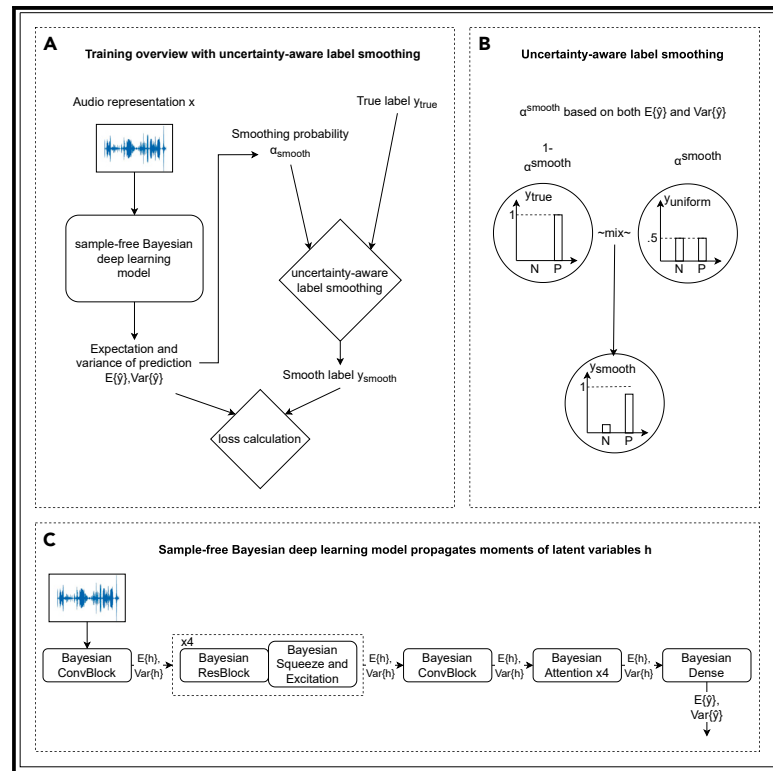 A
Training overview with uncertainty-aware label smoothing
Audio representation x
sample-free Bayesian
deep learning
model
Expectation and
variance of prediction
E{ŷ},Var{ŷ}
Smoothing probability
αsmooth
True label ytrue
uncertainty-aware
label smoothing
Smooth label ysmooth
loss calculation
B
Uncertainty-aware label smoothing
αsmooth based on both E{ŷ} and Var{ŷ}
1-
αsmooth
αsmooth
ytrue
1
N P
~mix~
yuniform
.5
N P
ysmooth
1
N P
C
Sample-free Bayesian deep learning model propagates moments of latent variables h
Bayesian
ConvBlock
E{h},
Var{h}
x4
Bayesian
ResBlock
Bayesian
Squeeze and
Excitation
E{h},
Var{h}
Bayesian
ConvBlock
E{h},
Var{h}
Bayesian
Attention x4
E{h},
Var{h}
Bayesian
Dense
E{ŷ},
Var{ŷ}